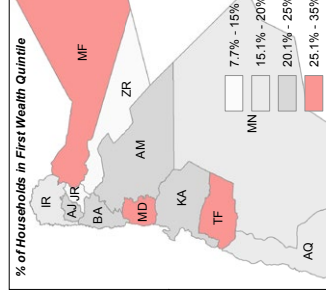 % of Households in First Wealth Quintile
IR
AJ
JR
BA
MD
KA
TF
AQ
AM
ZR
MF
MN
7.7% - 15%
15.1% - 20%
20.1% - 25%
25.1% - 35%